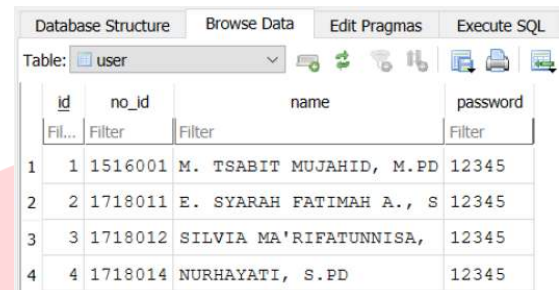 Database Structure Browse Data Edit Pragmas Execute SQL
Table: user
id no_id name password
Fil... Filter Filter Filter
1 1 1516001 M. TSABIT MUJAHID, M.PD 12345
2 2 1718011 E. SYARAH FATIMAH A., S 12345
3 3 1718012 SILVIA MA'RIFATUNNISA, 12345
4 4 1718014 NURHAYATI, S.PD 12345